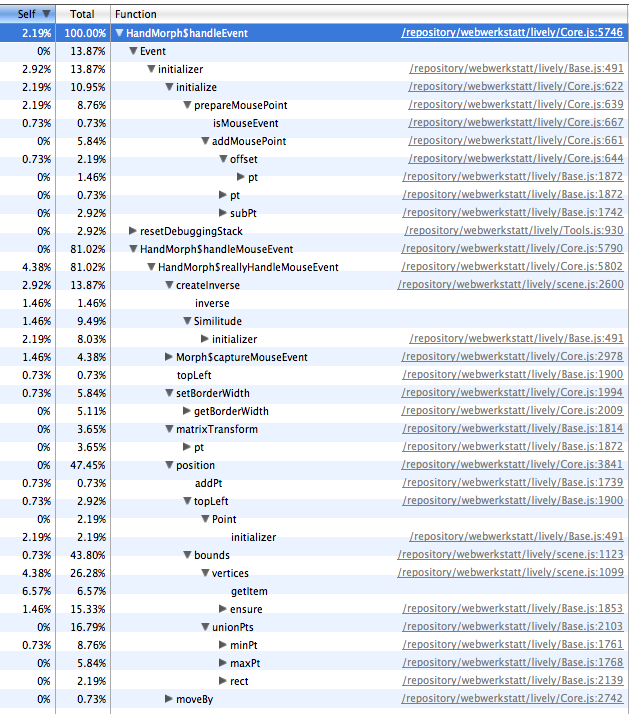 Self Total Function
2.19% 100.00% HandMorph$handleEvent /repository/webwerkstatt/lively/Core.js:5746
0% 13.87% Event
2.92% 13.87% initializer /repository/webwerkstatt/lively/Base.js:491
2.19% 10.95% initialize /repository/webwerkstatt/lively/Core.js:622
2.19% 8.76% prepareMousePoint /repository/webwerkstatt/lively/Core.js:639
0.73% 0.73% isMouseEvent /repository/webwerkstatt/lively/Core.js:667
0% 5.84% addMousePoint /repository/webwerkstatt/lively/Core.js:661
0.73% 2.19% offset /repository/webwerkstatt/lively/Core.js:644
0% 1.46% pt /repository/webwerkstatt/lively/Base.js:1872
0% 0.73% pt /repository/webwerkstatt/lively/Base.js:1872
0% 2.92% subPt /repository/webwerkstatt/lively/Base.js:1742
0% 2.92% resetDebuggingStack /repository/webwerkstatt/lively/Tools.js:930
0% 81.02% HandMorph$handleMouseEvent /repository/webwerkstatt/lively/Core.js:5790
4.38% 81.02% HandMorph$reallyHandleMouseEvent /repository/webwerkstatt/lively/Core.js:5802
2.92% 13.87% createInverse /repository/webwerkstatt/lively/scene.js:2600
1.46% 1.46% inverse
1.46% 9.49% Similitude
2.19% 8.03% initializer /repository/webwerkstatt/lively/Base.js:491
1.46% 4.38% Morph$captureMouseEvent /repository/webwerkstatt/lively/Core.js:2978
0.73% 0.73% topLeft /repository/webwerkstatt/lively/Base.js:1900
0.73% 5.84% setBorderWidth /repository/webwerkstatt/lively/Core.js:1994
0% 5.11% getBorderWidth /repository/webwerkstatt/lively/Core.js:2009
0% 3.65% matrixTransform /repository/webwerkstatt/lively/Base.js:1814
0% 3.65% pt /repository/webwerkstatt/lively/Base.js:1872
0% 47.45% position /repository/webwerkstatt/lively/Core.js:3841
0.73% 0.73% addPt /repository/webwerkstatt/lively/Base.js:1739
0.73% 2.92% topLeft /repository/webwerkstatt/lively/Base.js:1900
0% 2.19% Point
2.19% 2.19% initializer /repository/webwerkstatt/lively/Base.js:491
0.73% 43.80% bounds /repository/webwerkstatt/lively/scene.js:1123
4.38% 26.28% vertices /repository/webwerkstatt/lively/scene.js:1099
6.57% 6.57% getItem
1.46% 15.33% ensure /repository/webwerkstatt/lively/Base.js:1853
0% 16.79% unionPts /repository/webwerkstatt/lively/Base.js:2103
0.73% 8.76% minPt /repository/webwerkstatt/lively/Base.js:1761
0% 5.84% maxPt /repository/webwerkstatt/lively/Base.js:1768
0% 2.19% rect /repository/webwerkstatt/lively/Base.js:2139
0% 0.73% moveBy /repository/webwerkstatt/lively/Core.js:2742